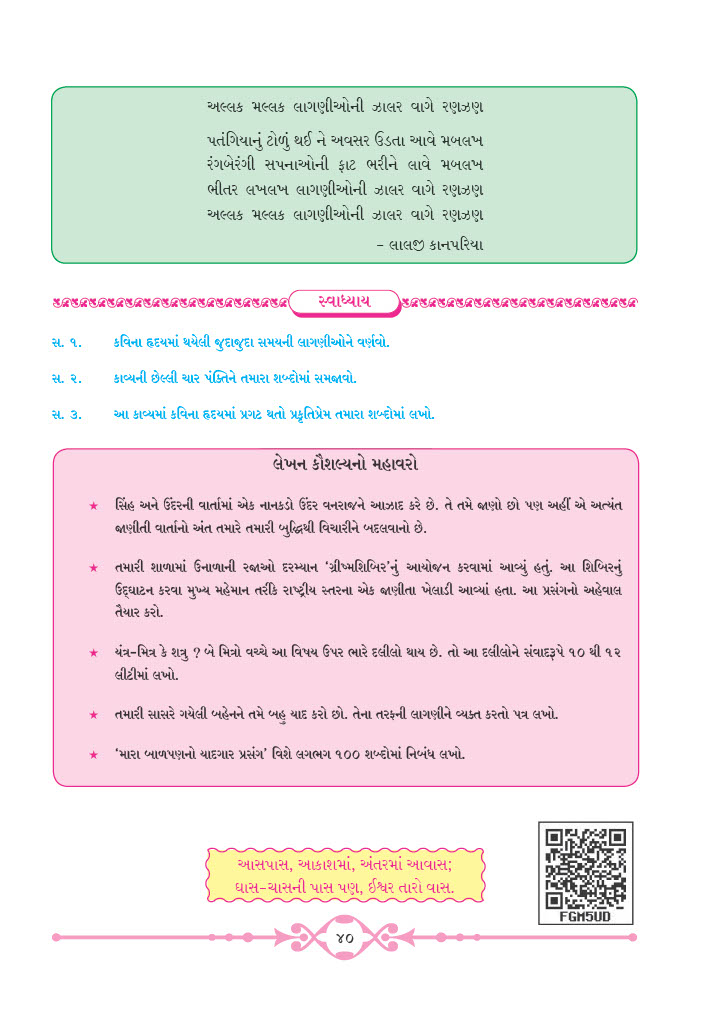 અલ્લક મલ્લક લાગણીઓની ઝાલર વાગે રણઝણ
પતંગિયાનું ટોળું થઈ ને અવસર ઉડતા આવે મબલખ
રંગબેરંગી સપનાઓની ફાટ ભરીને લાવે મબલખ
ભીતર લખલખ લાગણીઓની ઝાલર વાગે રણઝણ
અલ્લક મલ્લક લાગણીઓની ઝાલર વાગે રણઝણ
– લાલજી કાનપરિયા
સ્વાધ્યાય
સ. ૧. કવિના હૃદયમાં થયેલી જુદાજુદા સમયની લાગણીઓને વર્ણવો.
સ. ૨. કાવ્યની છેલ્લી ચાર પંક્તિને તમારા શબ્દોમાં સમજાવો.
સ. ૩. આ કાવ્યમાં કવિના હૃદયમાં પ્રગટ થતો પ્રકૃતિપ્રેમ તમારા શબ્દોમાં લખો.
લેખન કૌશલ્યનો મહાવરો
★ સિંહ અને ઉંદરની વાર્તામાં એક નાનકડો ઉંદર વનરાજને આઝાદ કરે છે. તે તમે જાણો છો પણ અહીં એ અત્યંત
જાણીતી વાર્તાનો અંત તમારે તમારી બુદ્ધિથી વિચારીને બદલવાનો છે.
★ તમારી શાળામાં ઉનાળાની રજાઓ દરમ્યાન ‘ગ્રીષ્મશિબિર’નું આયોજન કરવામાં આવ્યું હતું. આ શિબિરનું
ઉદ્‌ઘાટન કરવા મુખ્ય મહેમાન તરીકે રાષ્ટ્રીય સ્તરના એક જાણીતા ખેલાડી આવ્યાં હતા. આ પ્રસંગનો અહેવાલ
તૈયાર કરો.
★ યંત્ર-મિત્ર કે શત્રુ ? બે મિત્રો વચ્ચે આ વિષય ઉપર ભારે દલીલો થાય છે. તો આ દલીલોને સંવાદરૂપે ૧૦ થી ૧૨
લીટીમાં લખો.
★ તમારી સાસરે ગયેલી બહેનને તમે બહુ યાદ કરો છો. તેના તરફની લાગણીને વ્યક્ત કરતો પત્ર લખો.
★ ‘મારા બાળપણનો યાદગાર પ્રસંગ’ વિશે લગભગ ૧૦૦ શબ્દોમાં નિબંધ લખો.
આસપાસ, આકાશમાં, અંતરમાં આવાસ;
ઘાસ-ચાસની પાસ પણ, ઈશ્વર તારો વાસ.
FGM5UD
૪૦